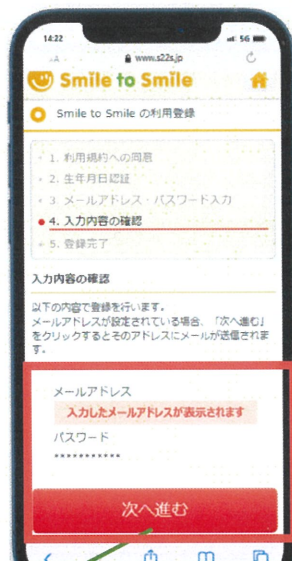 14:22
5G
AA
www.s22s.jp
Smile to Smile
Smile to Smile の利用登録
1. 利用規約への同意
2. 生年月日認証
3. メールアドレス・パスワード入力
4. 入力内容の確認
5. 登録完了
入力内容の確認
以下の内容で登録を行います。
メールアドレスが設定されている場合、「次へ進む」
をクリックするとそのアドレスにメールが送信されま
す。
メールアドレス
入力したメールアドレスが表示されます
パスワード
***********
次へ進む